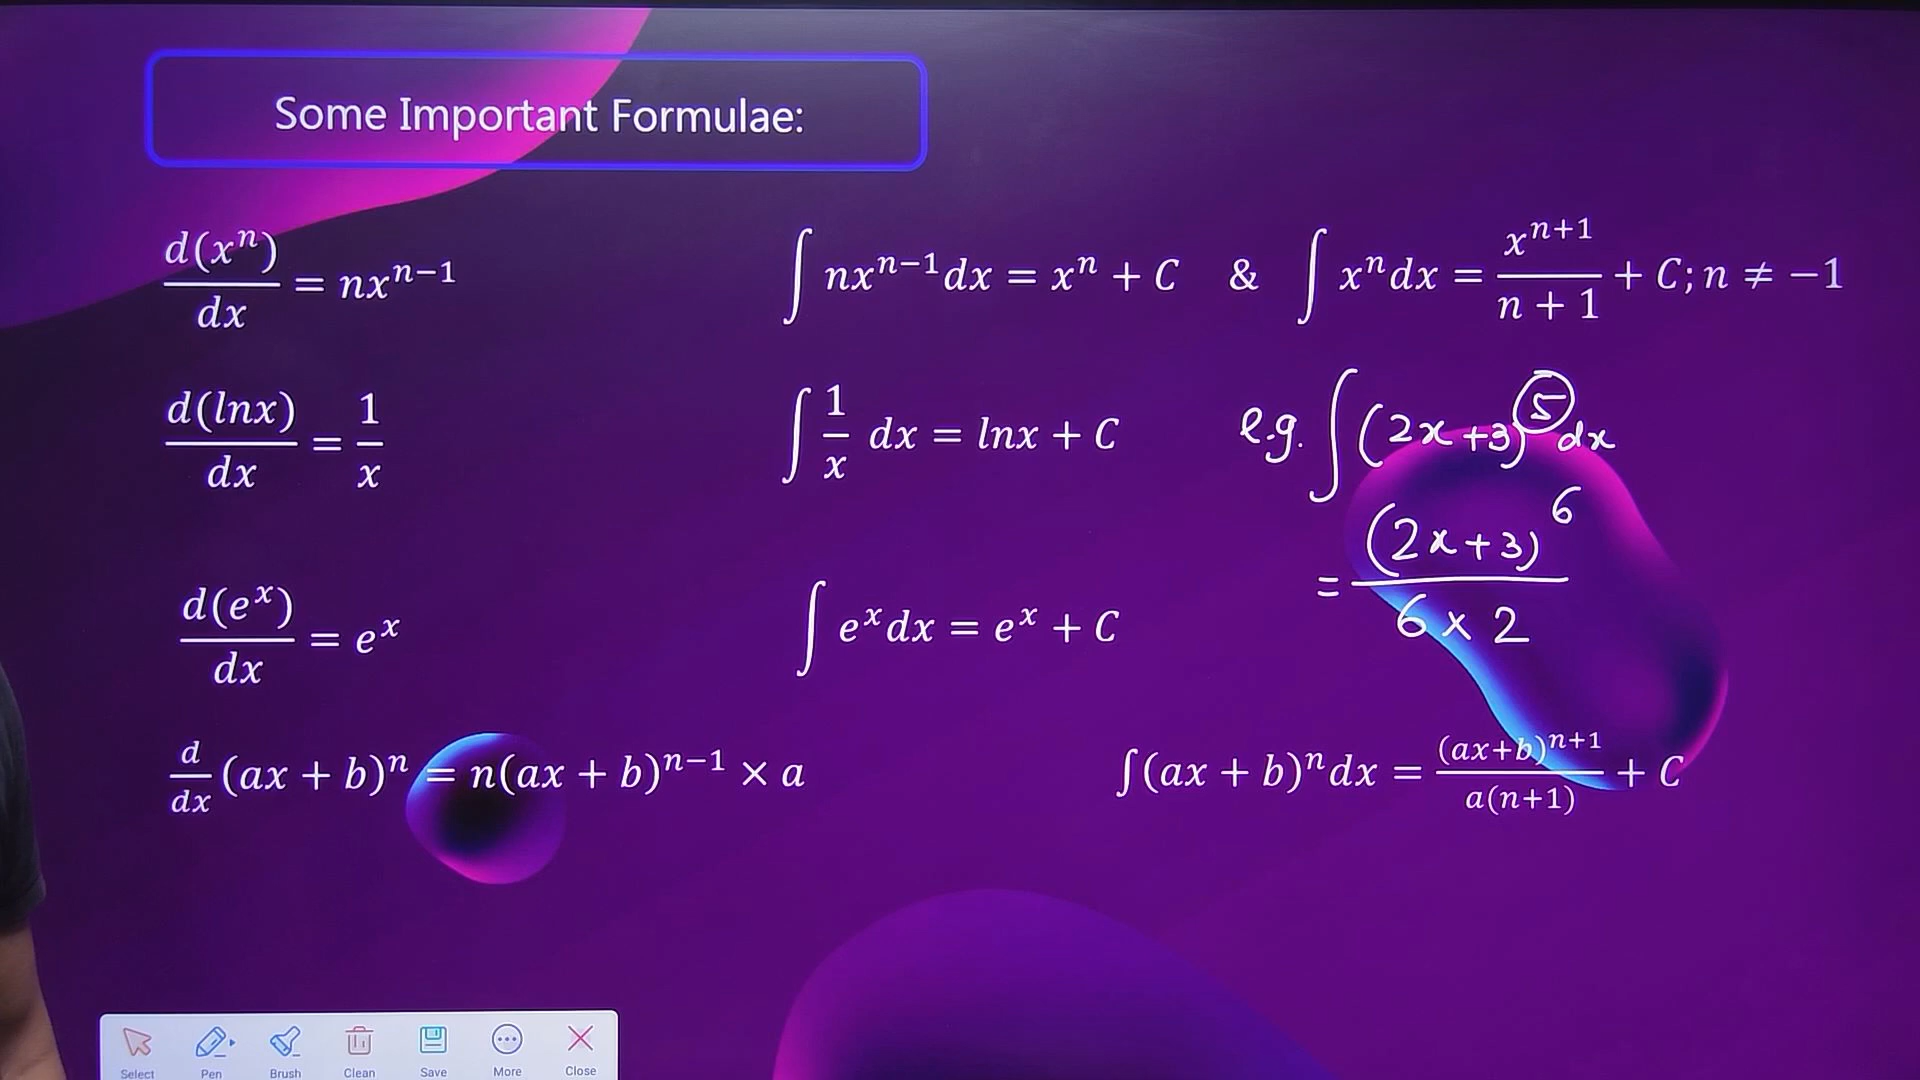 Some Important Formulae:
d(xⁿ)/dx = nxⁿ⁻¹
∫ nxⁿ⁻¹dx = xⁿ + C & ∫ xⁿdx = xⁿ⁺¹/(n + 1) + C; n ≠ −1
d(lnx)/dx = 1/x
∫ 1/x dx = lnx + C
e.g. ∫ (2x+3)⁵ dx
= (2x+3)⁶/(6 × 2)
d(eˣ)/dx = eˣ
∫ eˣdx = eˣ + C
d/dx (ax + b)ⁿ = n(ax + b)ⁿ⁻¹ × a
∫(ax + b)ⁿdx = (ax+b)ⁿ⁺¹/a(n+1) + C
Select Pen Brush Clean Save More Close